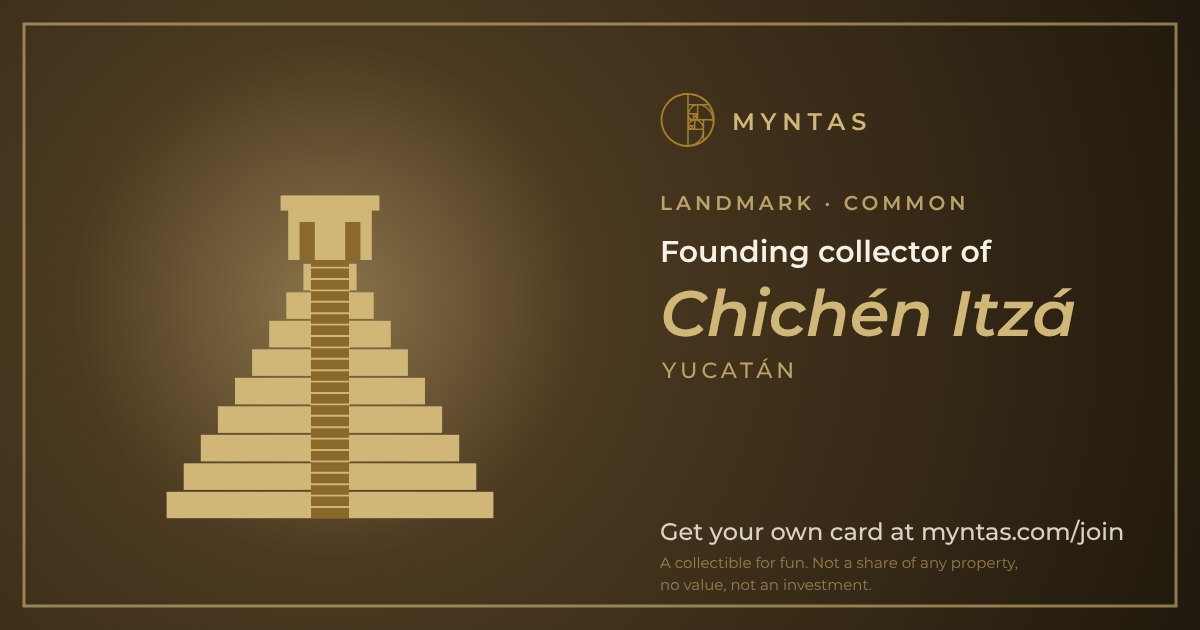 MYNTAS
LANDMARK · COMMON
Founding collector of
Chichén Itzá
YUCATÁN
Get your own card at myntas.com/join
A collectible for fun. Not a share of any property,
no value, not an investment.